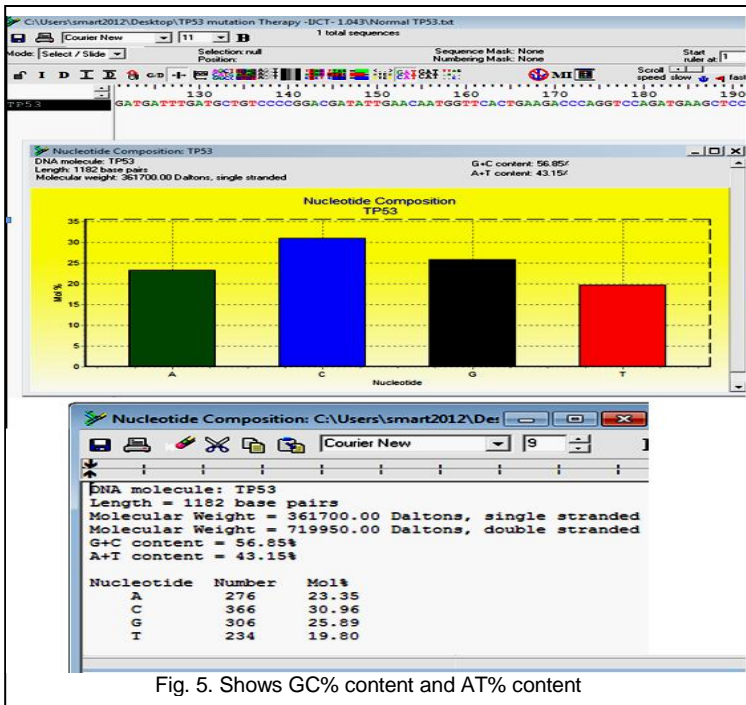 C:\Users\smart2012\Desktop\TP53 mutation Therapy -IJCT- 1.043\Normal TP53.txt
Courier New 11 B 1 total sequences
Mode: Select / Slide Selection: null Sequence Mask: None Start
Position: Numbering Mask: None ruler at: 1
I D I D G-D MI Scroll speed slow fast
130 140 150 160 170 180 190
TP53 GATGATTTGATGCTGTCCCCGGACGATATTGAACAATGGTTCACTGAAGACCCAGGTCCAGATGAAGCTCC
Nucleotide Composition: TP53
DNA molecule: TP53
Length: 1182 base pairs
Molecular weight: 361700.00 Daltons, single stranded
G+C content: 56.85%
A+T content: 43.15%
Nucleotide Composition
TP53
Mol%
35
30
25
20
15
10
5
0
A C G T
Nucleotide
Nucleotide Composition: C:\Users\smart2012\Des
Courier New 9
DNA molecule: TP53
Length = 1182 base pairs
Molecular Weight = 361700.00 Daltons, single stranded
Molecular Weight = 719950.00 Daltons, double stranded
G+C content = 56.85%
A+T content = 43.15%
Nucleotide Number Mol%
A 276 23.35
C 366 30.96
G 306 25.89
T 234 19.80
Fig. 5. Shows GC% content and AT% content